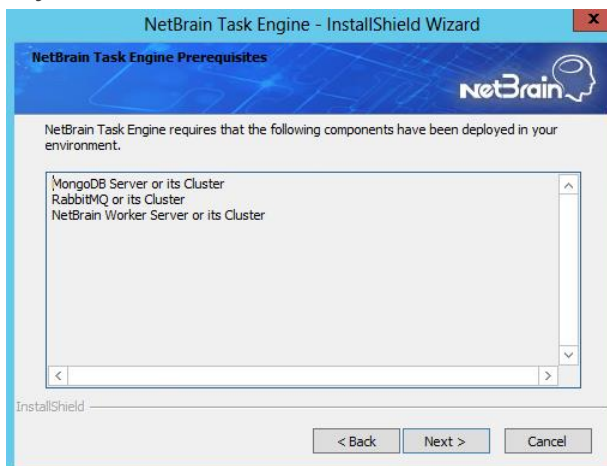 NetBrain Task Engine - InstallShield Wizard
X
NetBrain Task Engine Prerequisites
NetBrain
NetBrain Task Engine requires that the following components have been deployed in your
environment.
MongoDB Server or its Cluster
RabbitMQ or its Cluster
NetBrain Worker Server or its Cluster
InstallShield
< Back
Next >
Cancel